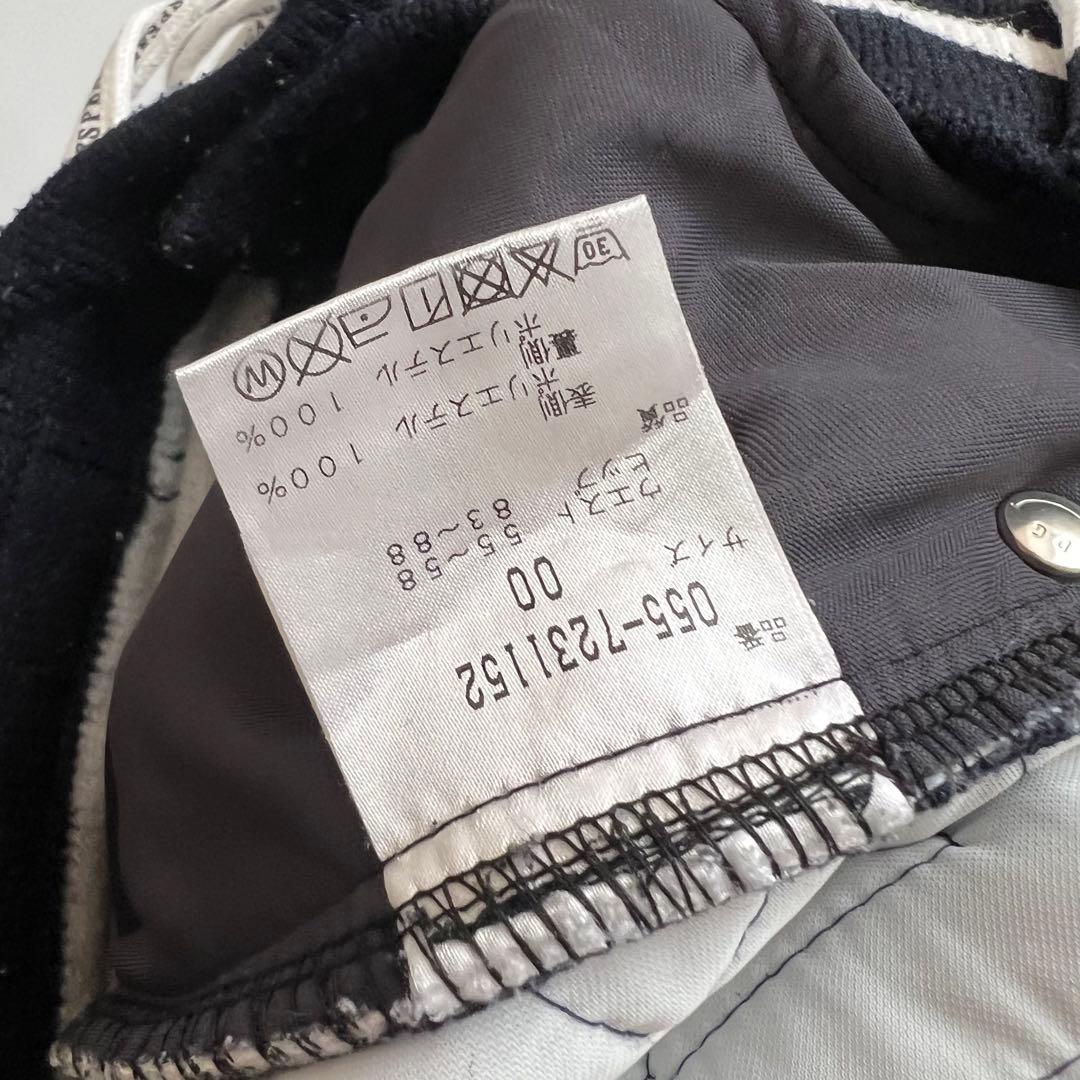 品番 055-7231152
サイズ 00
ウエスト 55~58
ヒップ 83~88
品質
表側
ポリエステル 100%
裏側
ポリエステル 100%
30
W
P.G